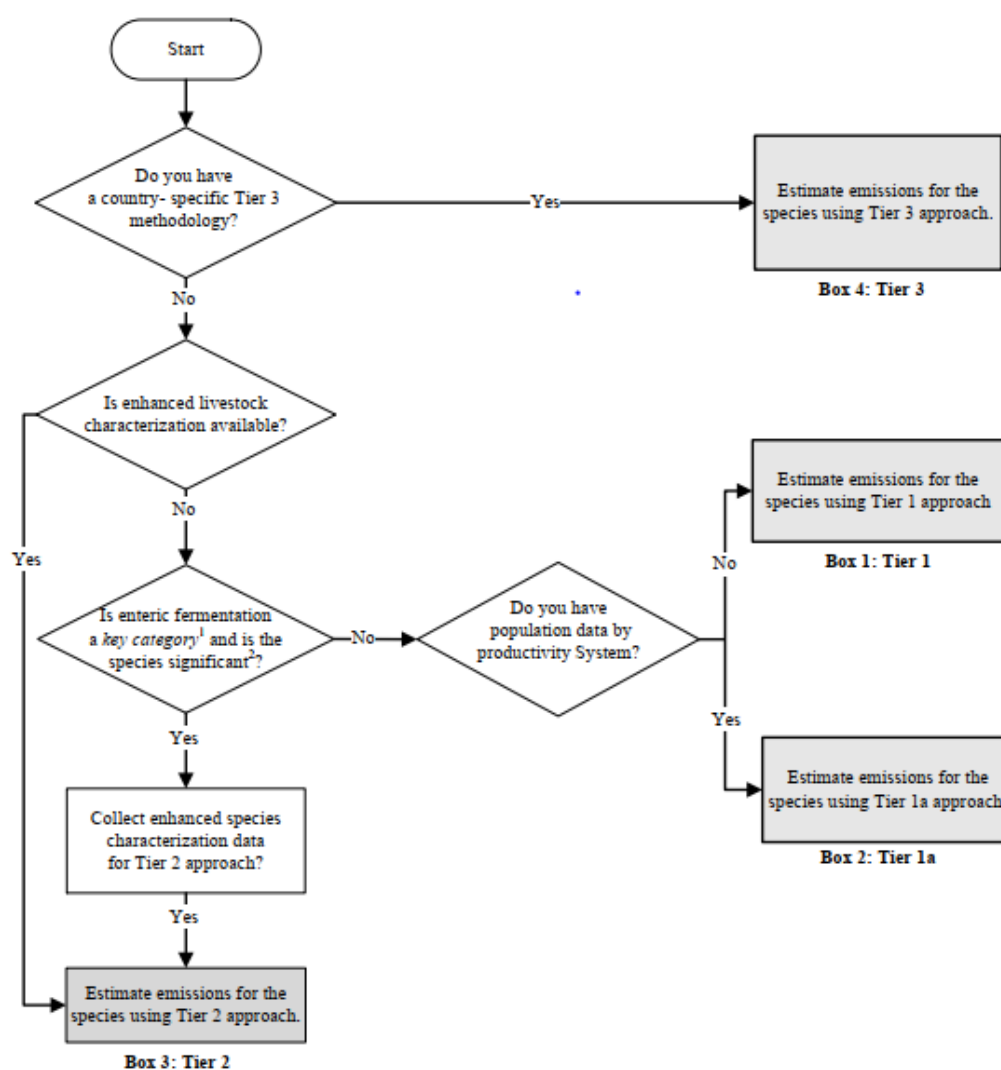 Start
Do you have
a country- specific Tier 3
methodology?
Yes
Estimate emissions for the
species using Tier 3 approach.
Box 4: Tier 3
No
Is enhanced livestock
characterization available?
Yes
No
Is enteric fermentation
a key category1 and is the
species significant2?
No
Do you have
population data by
productivity System?
No
Estimate emissions for the
species using Tier 1 approach
Box 1: Tier 1
Yes
Estimate emissions for the
species using Tier 1a approach
Box 2: Tier 1a
Yes
Collect enhanced species
characterization data
for Tier 2 approach?
Yes
Estimate emissions for the
species using Tier 2 approach.
Box 3: Tier 2